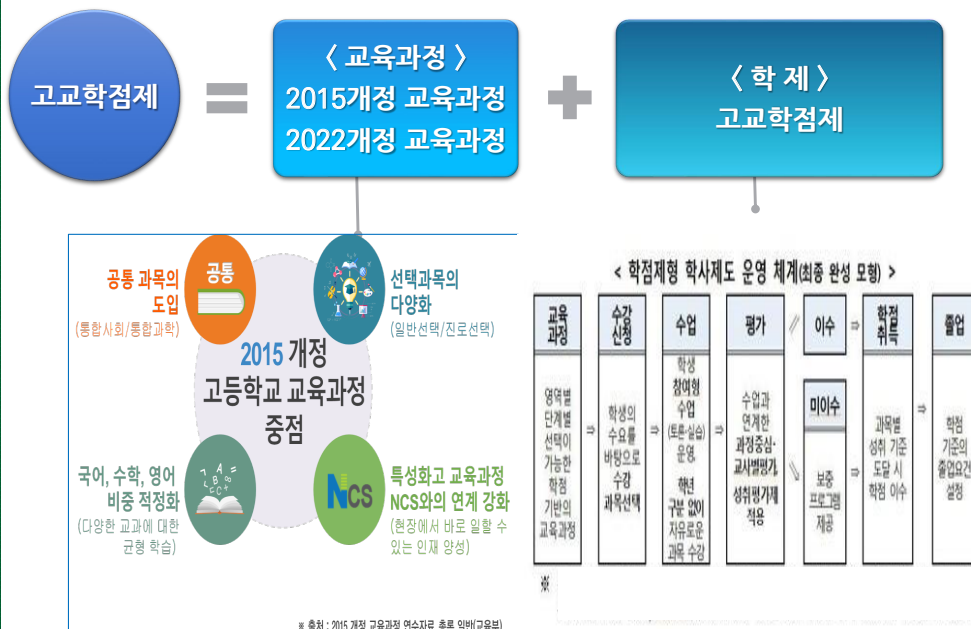 고교학점제
〈 교육과정 〉
2015개정 교육과정
2022개정 교육과정
〈 학 제 〉
고교학점제
공통 과목의
도입
(통합사회/통합과학)
공통
선택과목의
다양화
(일반선택/진로선택)
2015 개정
고등학교 교육과정
중점
국어, 수학, 영어
비중 적정화
(다양한 교과에 대한
균형 학습)
NCS
특성화고 교육과정
NCS와의 연계 강화
(현장에서 바로 일할 수
있는 인재 양성)
※ 출처 : 2015 개정 교육과정 연수자료 총론 일반(교육부)
< 학점제형 학사제도 운영 체계(최종 완성 모형) >
교육
과정
영역별
단계별
선택이
가능한
학점
기반의
교육과정
수강
신청
학생의
수요를
바탕으로
수강
과목선택
수업
학생
참여형
수업
(토론·실습)
운영
학년
구분 없이
자유로운
과목 수강
평가
수업과
연계한
과정중심·
교사별평가
성취평가제
적용
이수
미이수
보충
프로그램
제공
학점
취득
과목별
성취 기준
도달 시
학점 이수
졸업
학점
기준의
졸업요건
설정
※